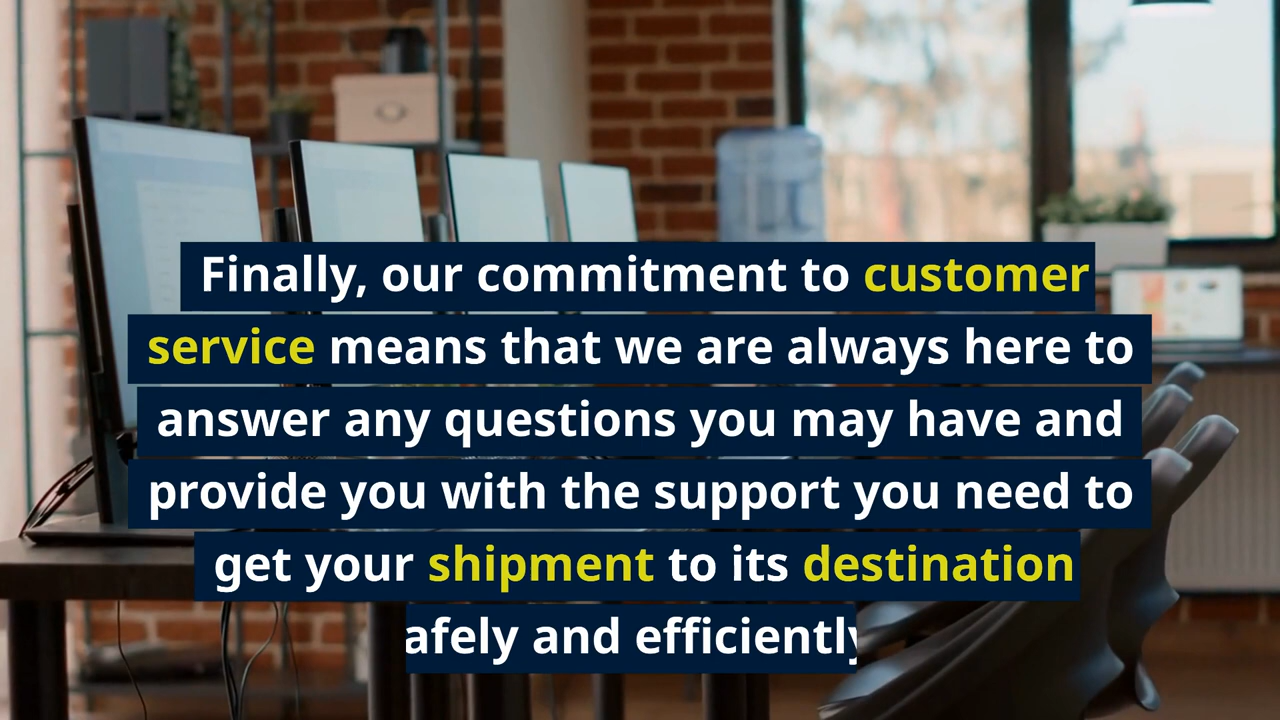 Finally, our commitment to customer
service means that we are always here to
answer any questions you may have and
provide you with the support you need to
get your shipment to its destination
afely and efficiently